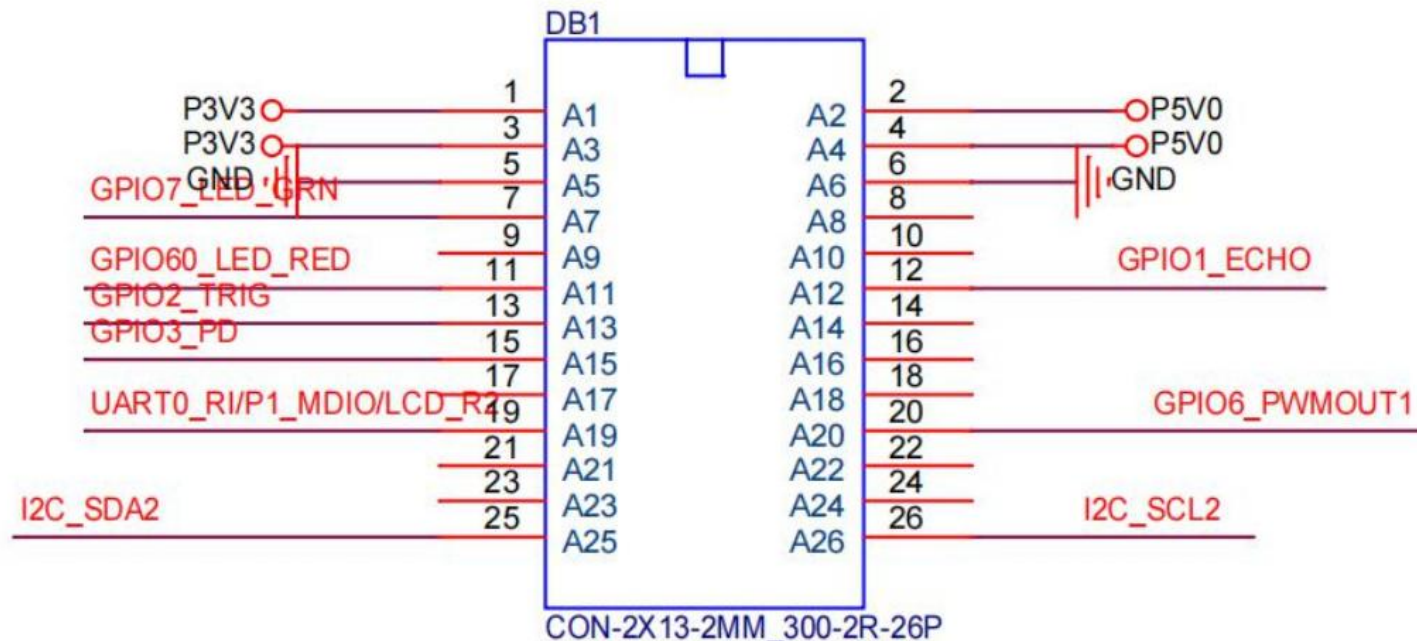 DB1
1 2
P3V3 A1 A2 P5V0
3 4
P3V3 A3 A4 P5V0
5 6
GND A5 A6 GND
GPIO7_LED_GRN 7 8
A7 A8
9 10
A9 A10
GPIO60_LED_RED 11 12 GPIO1_ECHO
A11 A12
GPIO2_TRIG 13 14
A13 A14
GPIO3_PD 15 16
A15 A16
17 18
A17 A18
UART0_RI/P1_MDIO/LCD_R2 19 20 GPIO6_PWMOUT1
A19 A20
21 22
A21 A22
23 24
A23 A24
I2C_SDA2 25 26 I2C_SCL2
A25 A26
CON-2X13-2MM_300-2R-26P